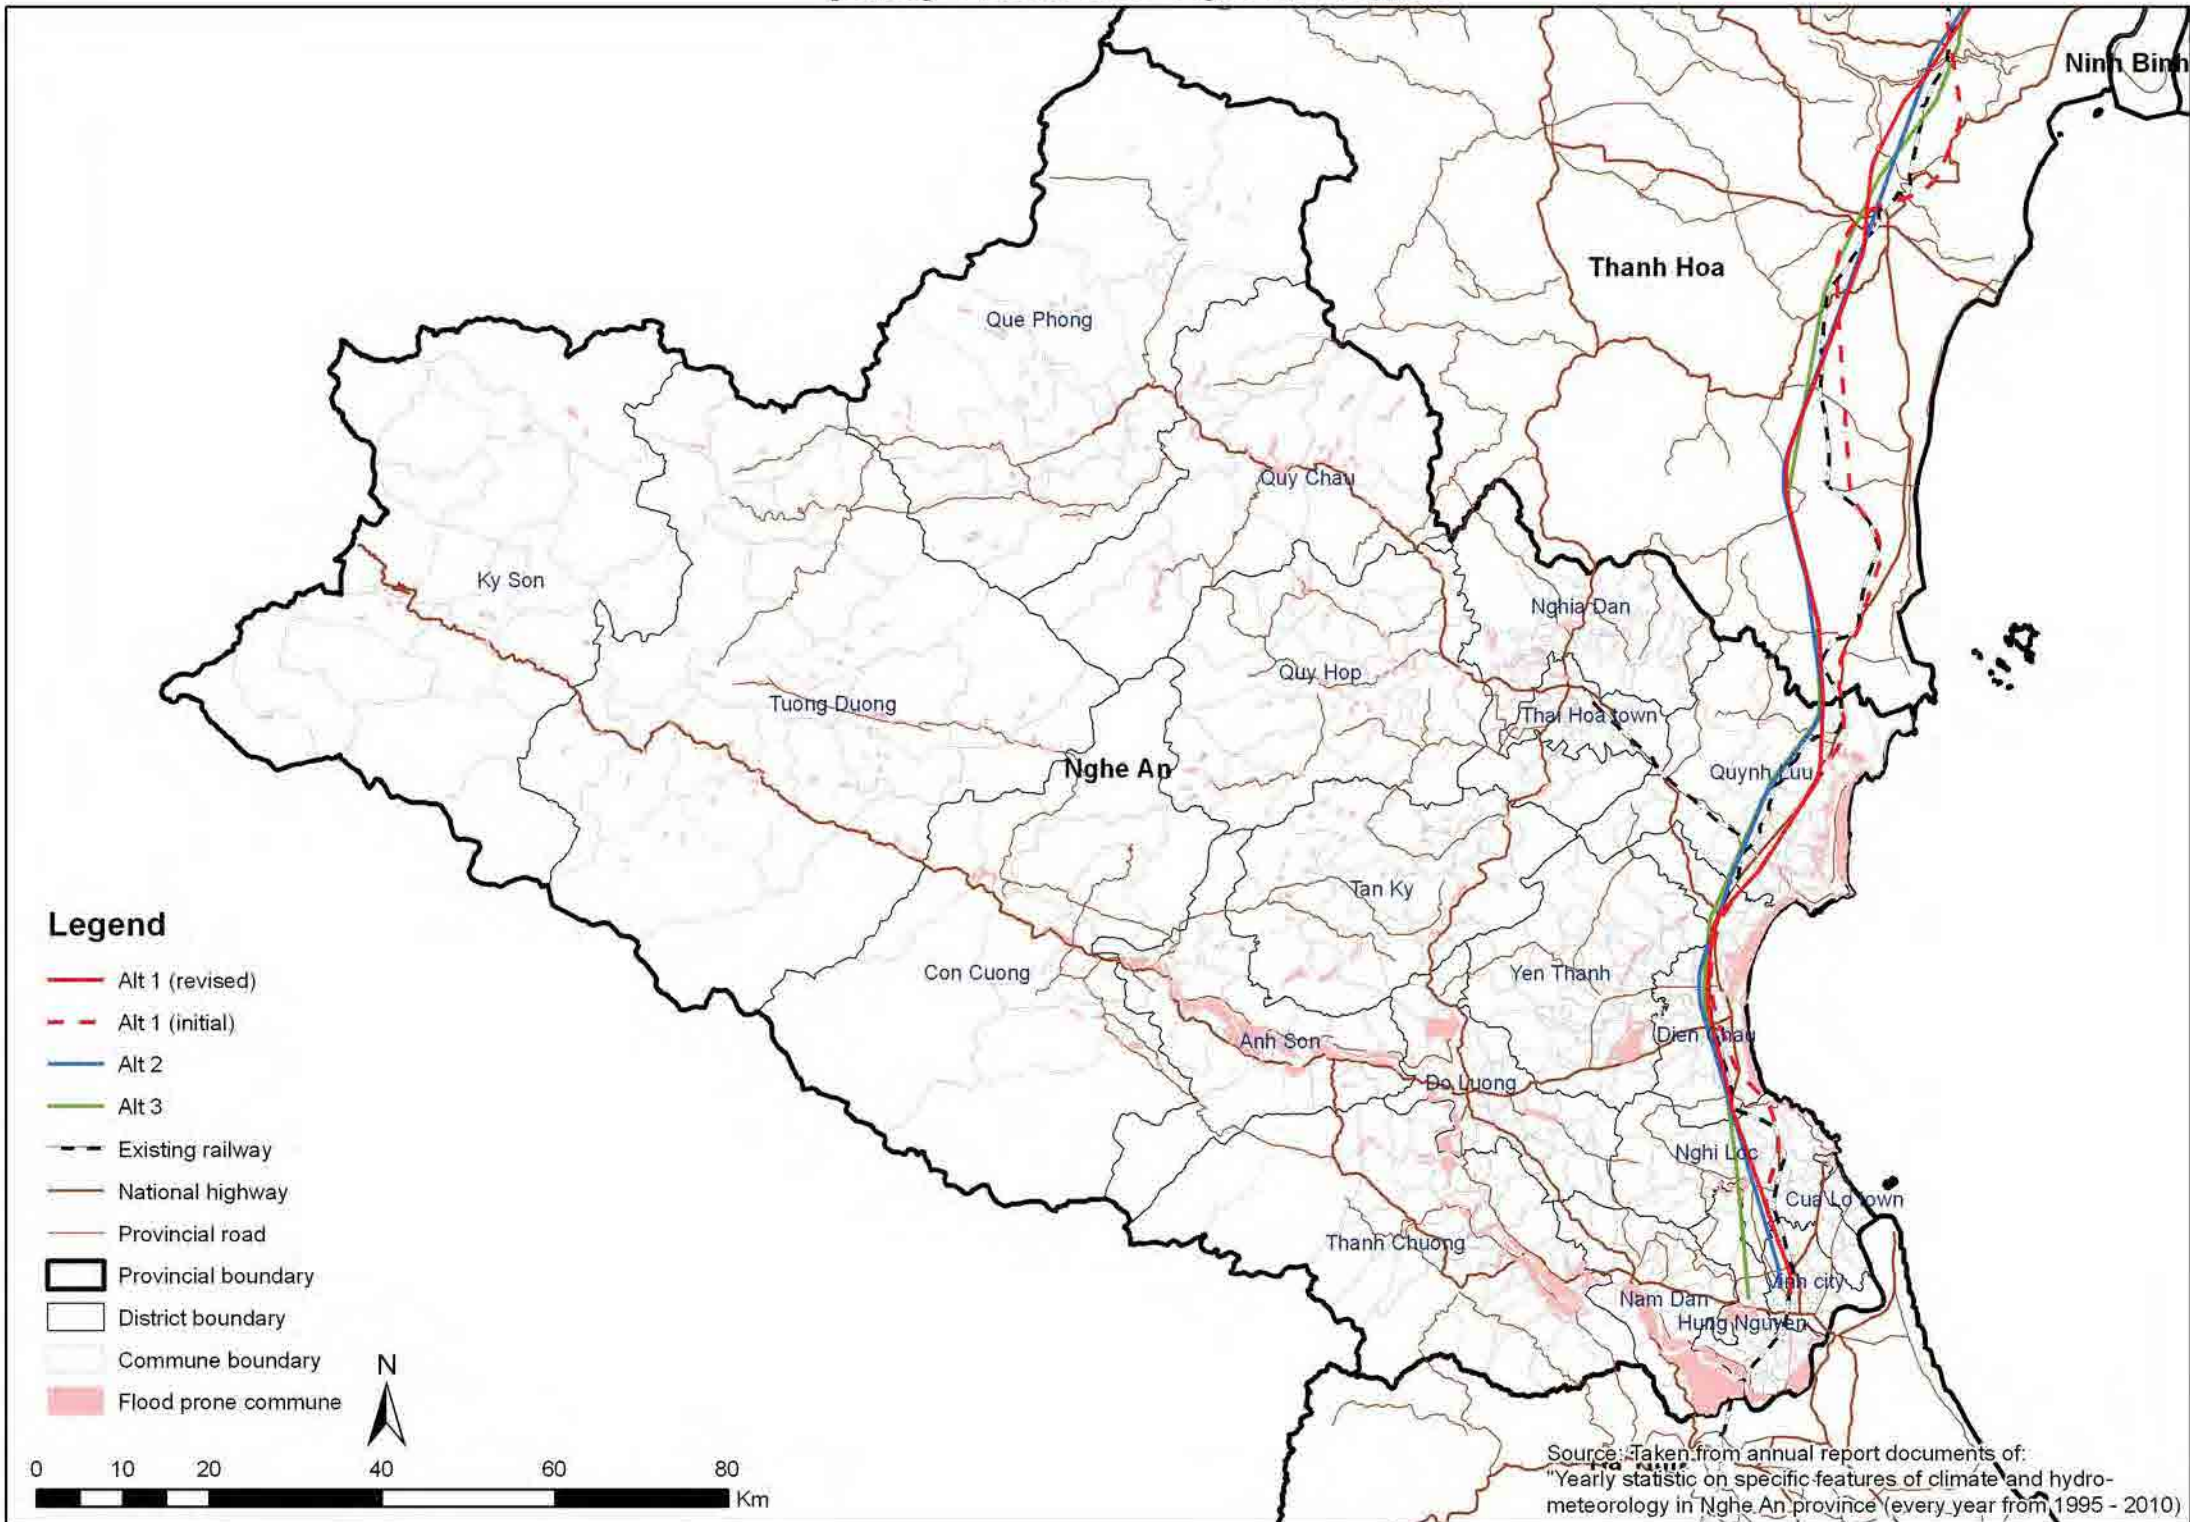 Ninh Binh
Thanh Hoa
Que Phong
Quy Chau
Ky Son
Nghia Dan
Quy Hop
Tuong Duong
Thai Hoa town
Nghe An
Quynh Luu
Tan Ky
Con Cuong
Yen Thanh
Dien Chau
Anh Son
Do Luong
Nghi Loc
Cua Lo town
Thanh Chuong
Vinh city
Nam Dan
Hung Nguyen
Legend
Alt 1 (revised)
Alt 1 (initial)
Alt 2
Alt 3
Existing railway
National highway
Provincial road
Provincial boundary
District boundary
Commune boundary
Flood prone commune
N
0 10 20 40 60 80
Km
Source: Taken from annual report documents of:
"Yearly statistic on specific features of climate and hydro-
meteorology in Nghe An province (every year from 1995 - 2010)